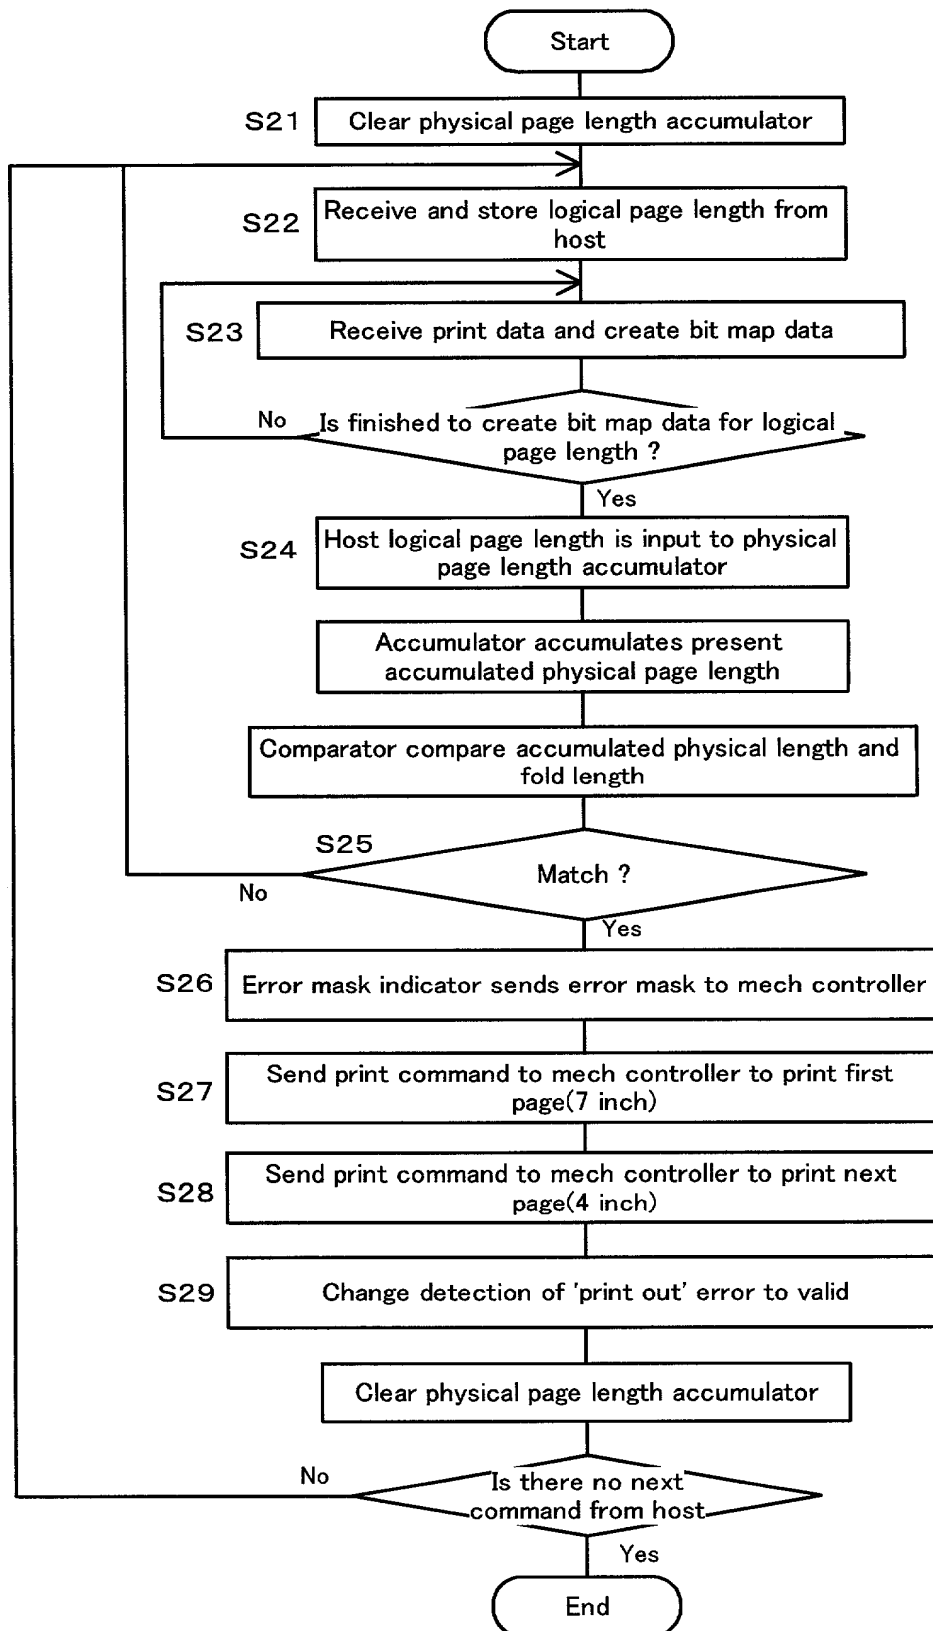 Start
S21
Clear physical page length accumulator
S22
Receive and store logical page length from
host
S23
Receive print data and create bit map data
No
Is finished to create bit map data for logical
page length ?
Yes
S24
Host logical page length is input to physical
page length accumulator
Accumulator accumulates present
accumulated physical page length
Comparator compare accumulated physical length and
fold length
S25
Match ?
No
Yes
S26
Error mask indicator sends error mask to mech controller
S27
Send print command to mech controller to print first
page(7 inch)
S28
Send print command to mech controller to print next
page(4 inch)
S29
Change detection of 'print out' error to valid
Clear physical page length accumulator
No
Is there no next
command from host
Yes
End